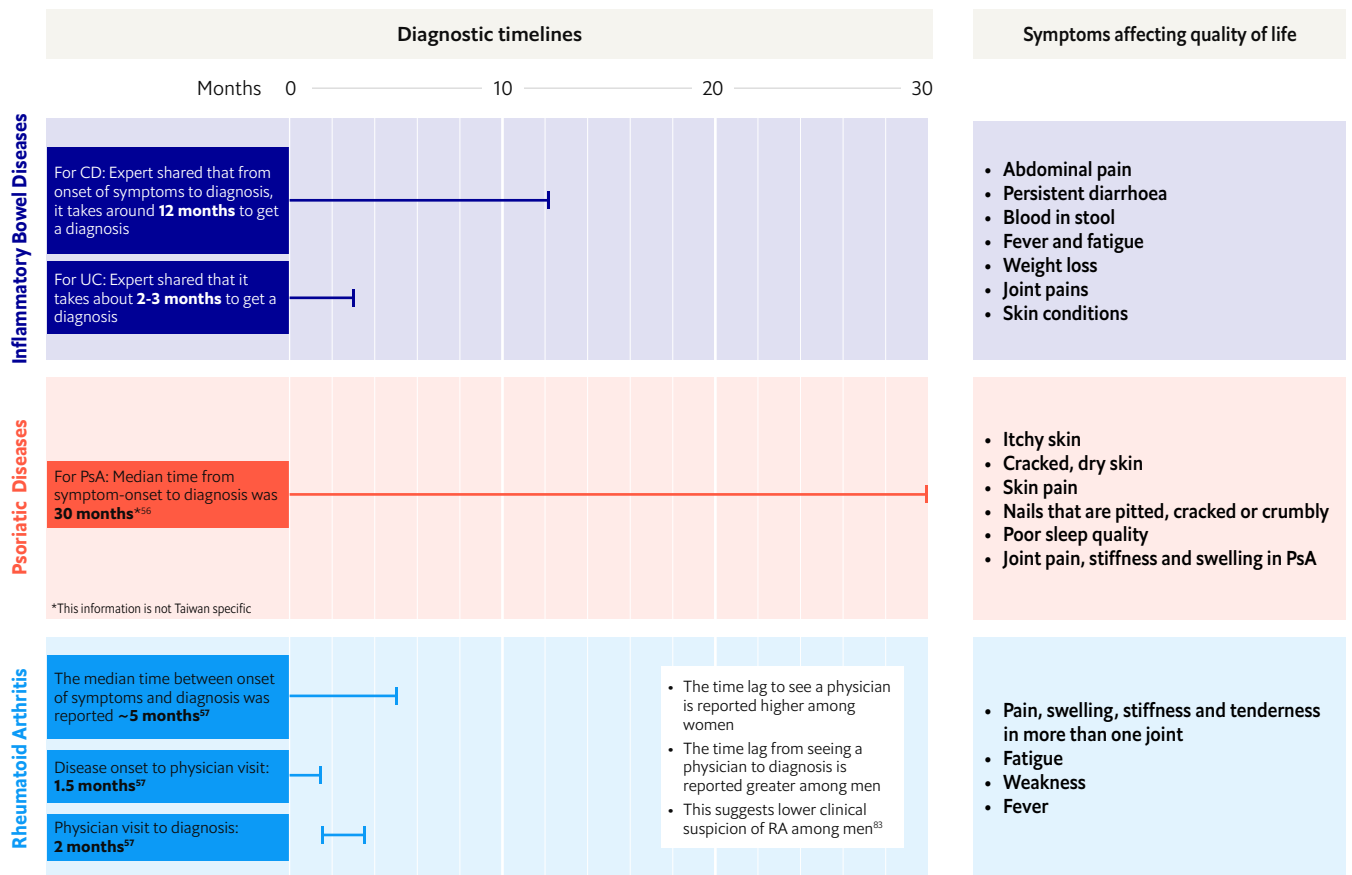 Diagnostic timelines
Symptoms affecting quality of life
Months 0 10 20 30
Inflammatory Bowel Diseases
For CD: Expert shared that from
onset of symptoms to diagnosis,
it takes around 12 months to get
a diagnosis
For UC: Expert shared that it
takes about 2-3 months to get a
diagnosis
• Abdominal pain
• Persistent diarrhoea
• Blood in stool
• Fever and fatigue
• Weight loss
• Joint pains
• Skin conditions
Psoriatic Diseases
For PsA: Median time from
symptom-onset to diagnosis was
30 months*56
*This information is not Taiwan specific
• Itchy skin
• Cracked, dry skin
• Skin pain
• Nails that are pitted, cracked or crumbly
• Poor sleep quality
• Joint pain, stiffness and swelling in PsA
Rheumatoid Arthritis
The median time between onset
of symptoms and diagnosis was
reported ~5 months57
Disease onset to physician visit:
1.5 months57
Physician visit to diagnosis:
2 months57
• The time lag to see a physician
is reported higher among
women
• The time lag from seeing a
physician to diagnosis is
reported greater among men
• This suggests lower clinical
suspicion of RA among men83
• Pain, swelling, stiffness and tenderness
in more than one joint
• Fatigue
• Weakness
• Fever